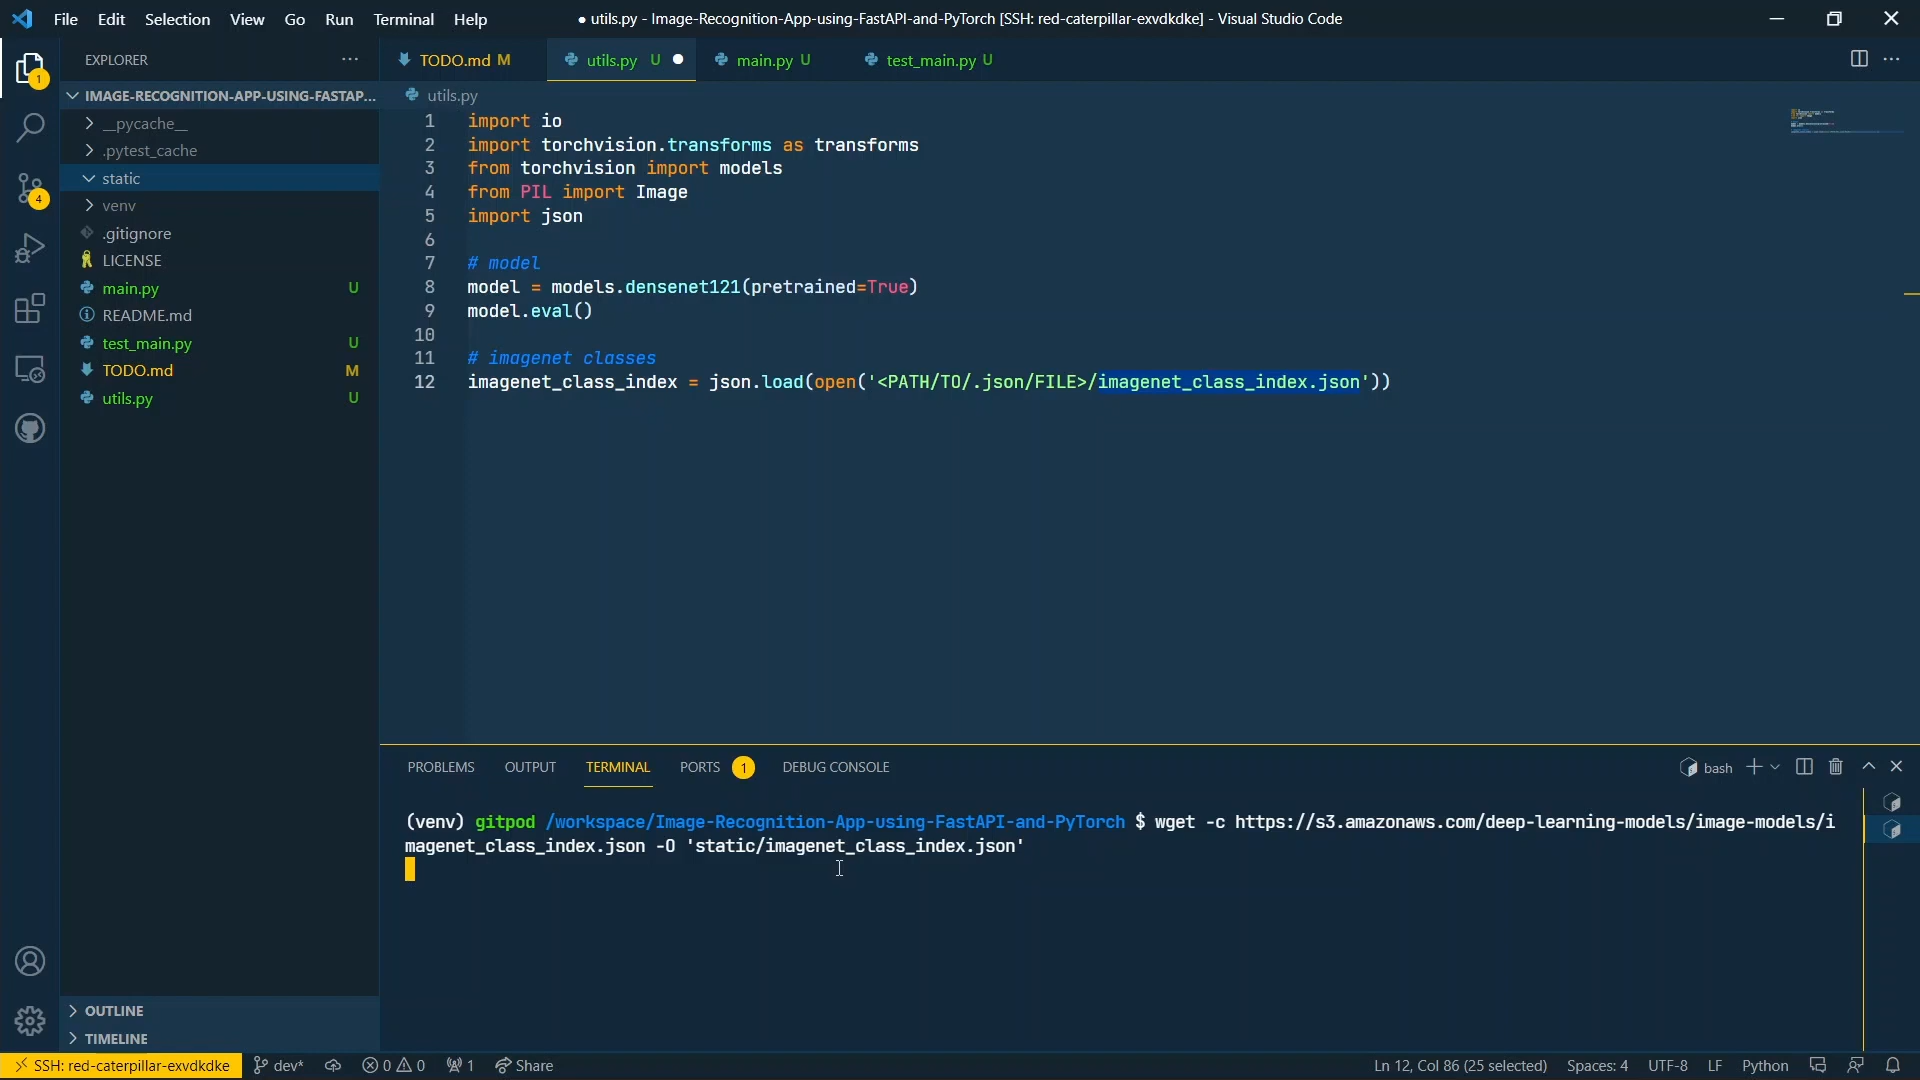 File Edit Selection View Go Run Terminal Help
● utils.py - Image-Recognition-App-using-FastAPI-and-PyTorch [SSH: red-caterpillar-exvdkdke] - Visual Studio Code
EXPLORER
TODO.md M
utils.py U
main.py U
test_main.py U
1
IMAGE-RECOGNITION-APP-USING-FASTAP...
__pycache__
.pytest_cache
static
4
venv
.gitignore
LICENSE
main.py U
README.md
test_main.py U
TODO.md M
utils.py U
OUTLINE
TIMELINE
utils.py
1 import io
2 import torchvision.transforms as transforms
3 from torchvision import models
4 from PIL import Image
5 import json
6
7 # model
8 model = models.densenet121(pretrained=True)
9 model.eval()
10
11 # imagenet classes
12 imagenet_class_index = json.load(open('<PATH/TO/.json/FILE>/imagenet_class_index.json'))
PROBLEMS OUTPUT TERMINAL PORTS 1 DEBUG CONSOLE
bash
(venv) gitpod /workspace/Image-Recognition-App-using-FastAPI-and-PyTorch $ wget -c https://s3.amazonaws.com/deep-learning-models/image-models/i
magenet_class_index.json -O 'static/imagenet_class_index.json'
SSH: red-caterpillar-exvdkdke dev* 0 0 1 Share
Ln 12, Col 86 (25 selected) Spaces: 4 UTF-8 LF Python